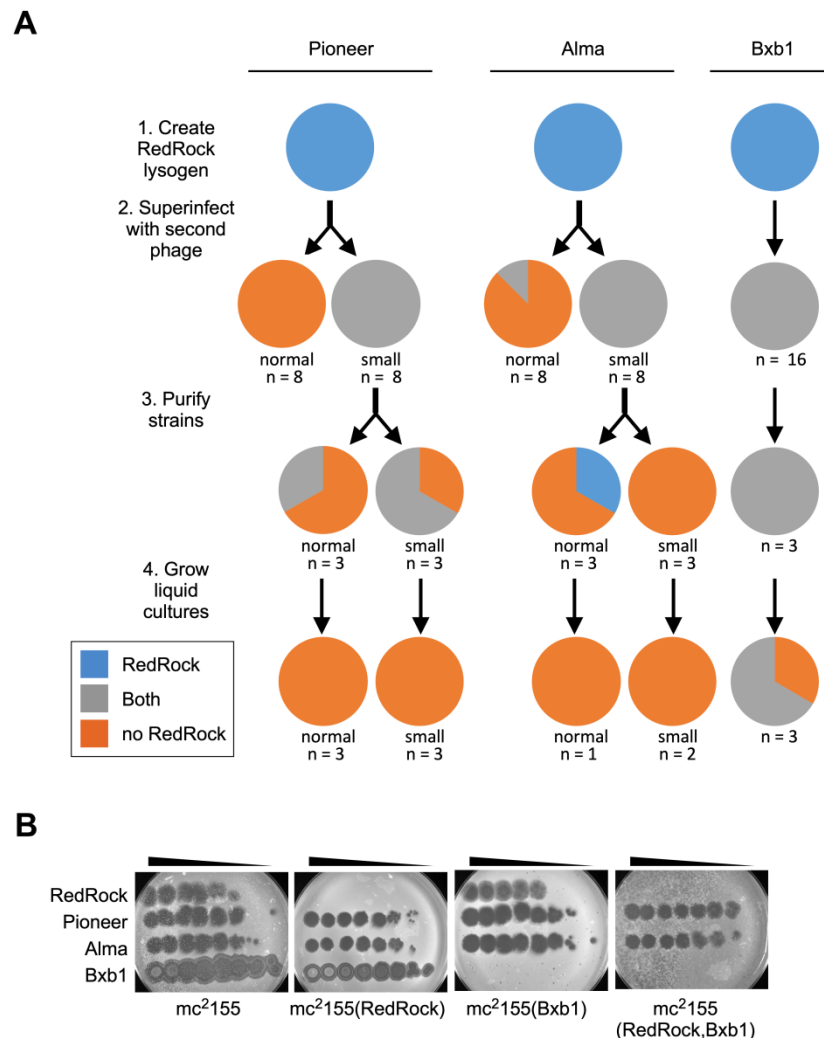 A
Pioneer
Alma
Bxb1
1. Create
RedRock
lysogen
2. Superinfect
with second
phage
normal
n = 8
small
n = 8
normal
n = 8
small
n = 8
n = 16
3. Purify
strains
normal
n = 3
small
n = 3
normal
n = 3
small
n = 3
n = 3
4. Grow
liquid
cultures
RedRock
Both
no RedRock
normal
n = 3
small
n = 3
normal
n = 1
small
n = 2
n = 3
B
RedRock
Pioneer
Alma
Bxb1
mc²155
mc²155(RedRock)
mc²155(Bxb1)
mc²155
(RedRock,Bxb1)